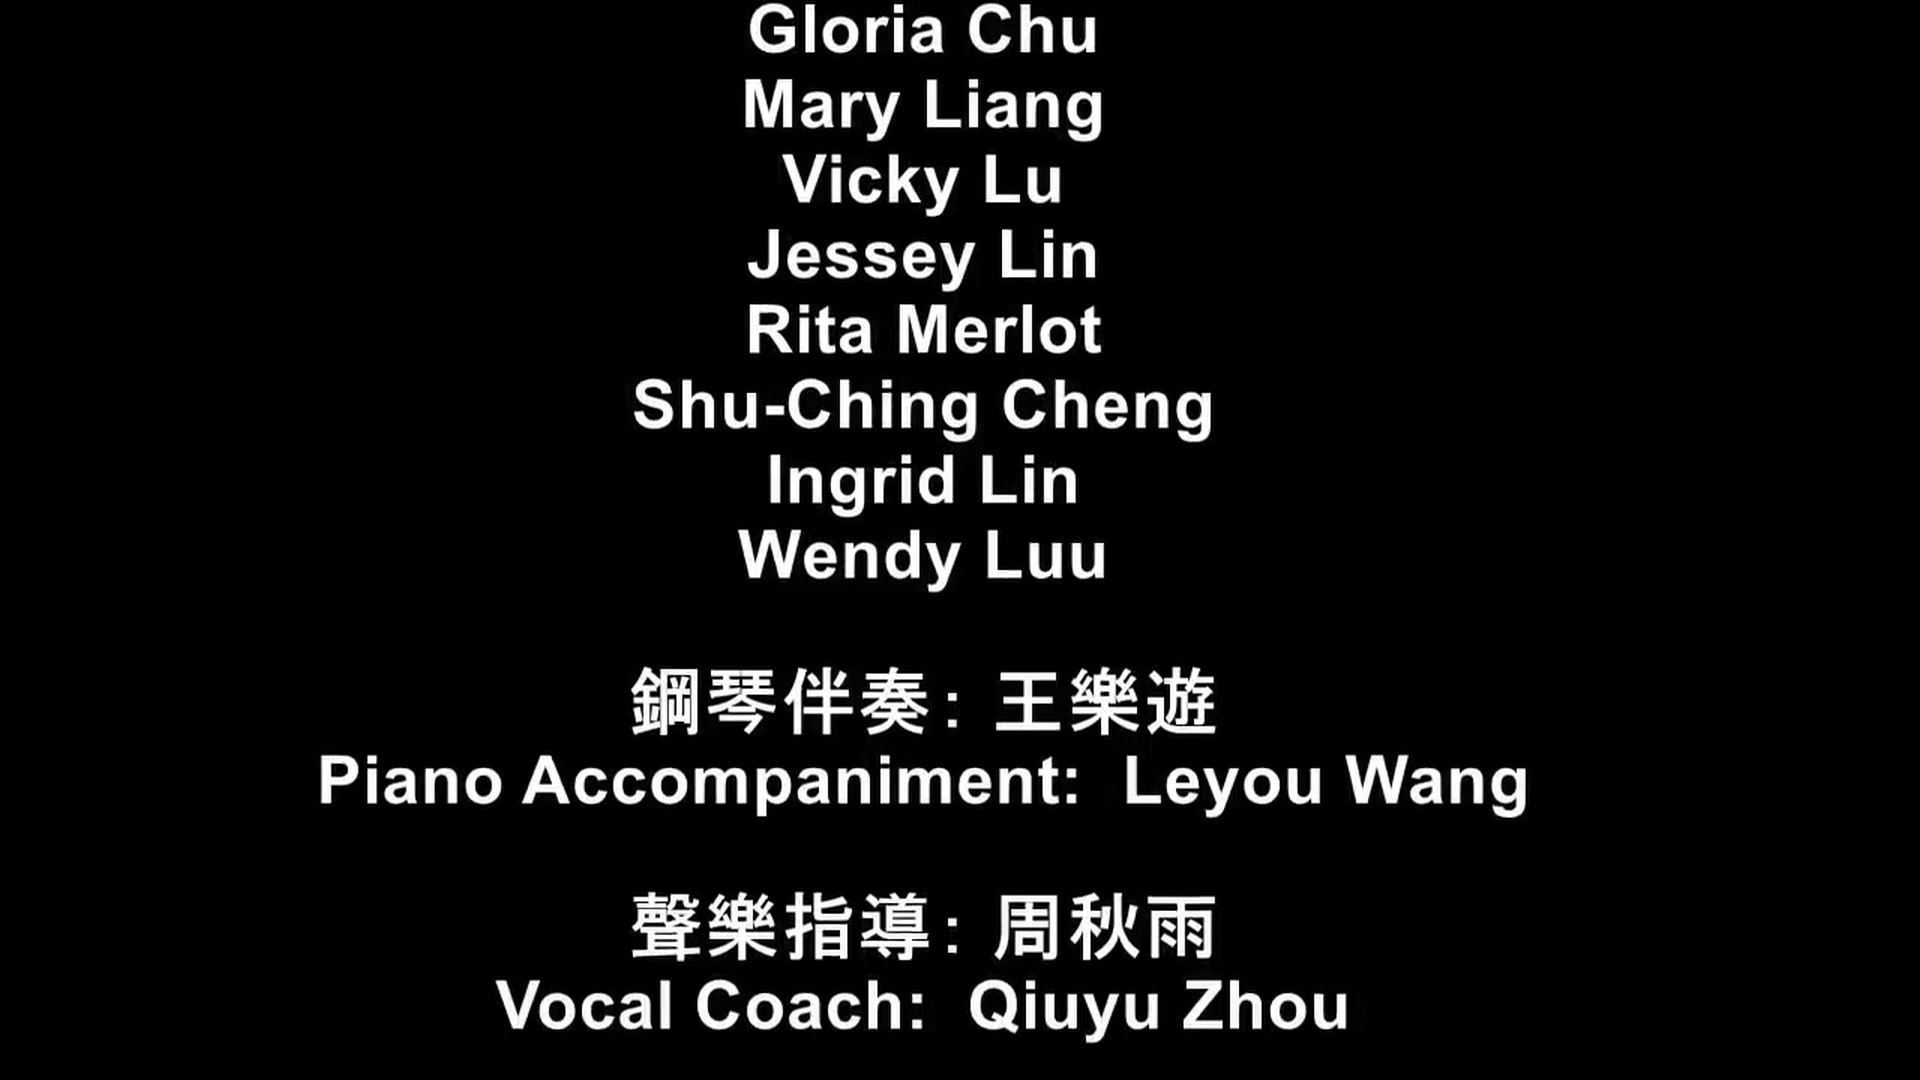 Gloria Chu
Mary Liang
Vicky Lu
Jessey Lin
Rita Merlot
Shu-Ching Cheng
Ingrid Lin
Wendy Luu
鋼琴伴奏: 王樂遊
Piano Accompaniment: Leyou Wang
聲樂指導: 周秋雨
Vocal Coach: Qiuyu Zhou